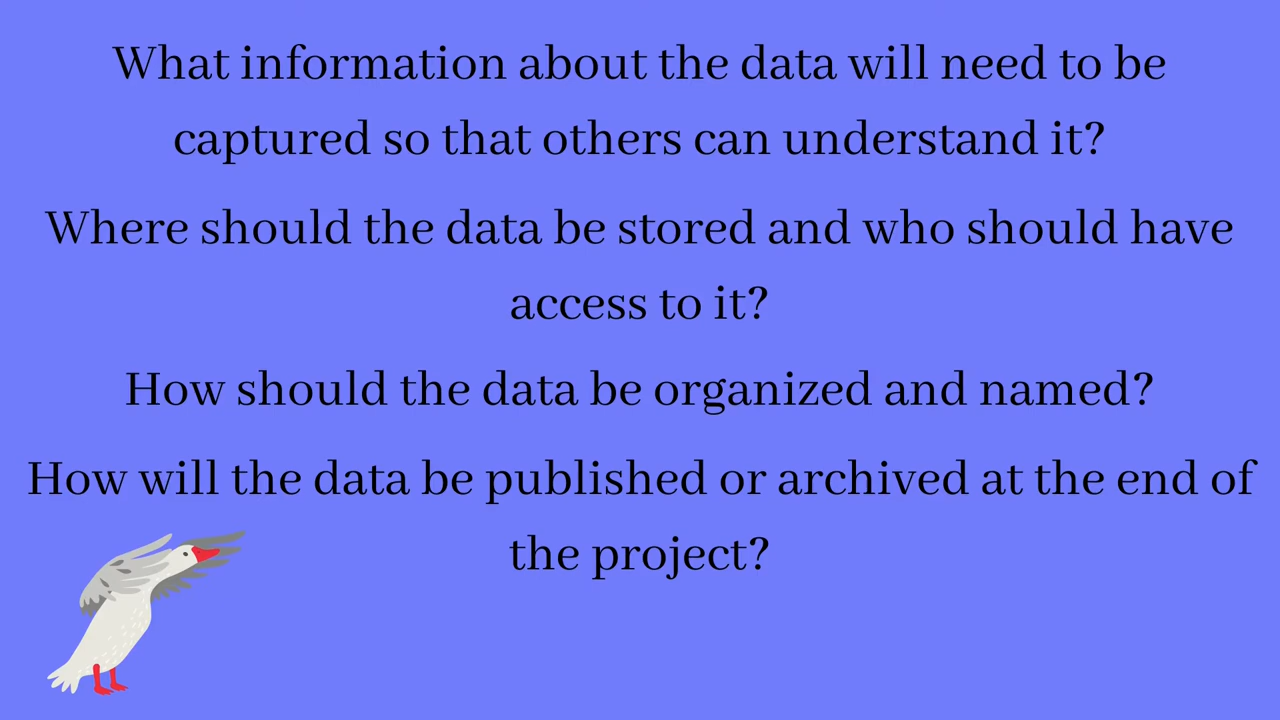 What information about the data will need to be
captured so that others can understand it?
Where should the data be stored and who should have
access to it?
How should the data be organized and named?
How will the data be published or archived at the end of
the project?